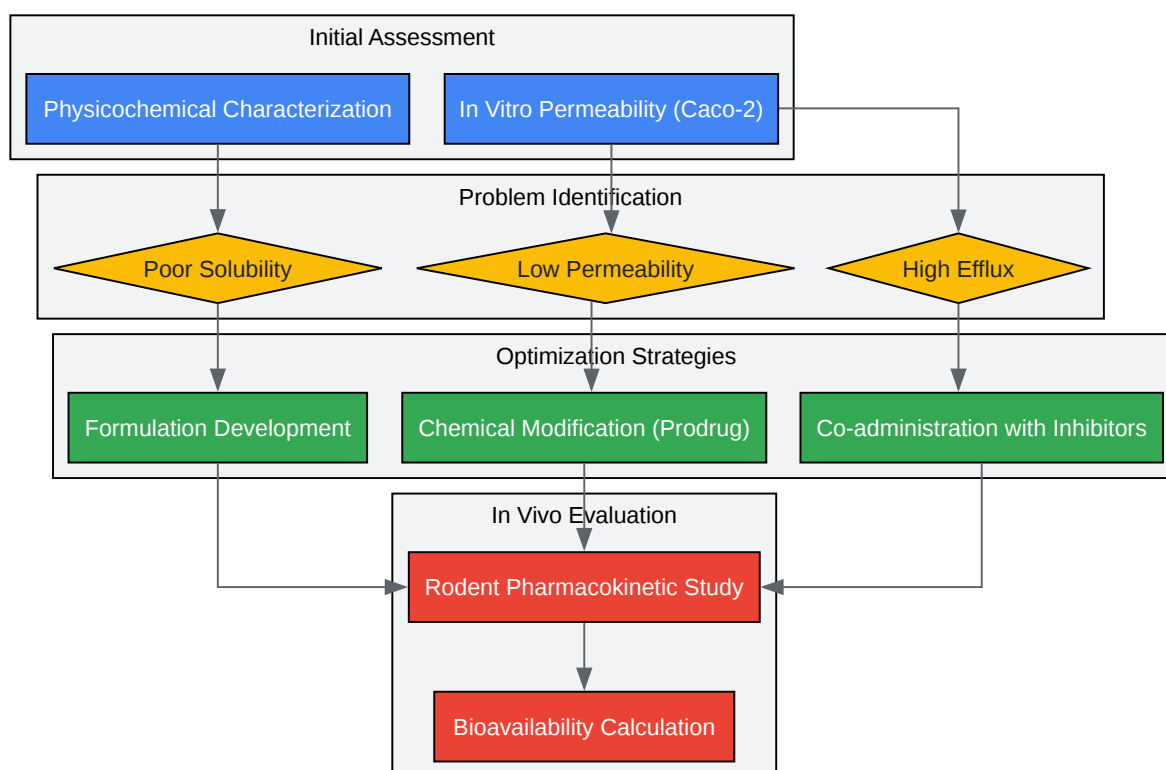 Initial Assessment
Physicochemical Characterization
In Vitro Permeability (Caco-2)
Problem Identification
Poor Solubility
Low Permeability
High Efflux
Optimization Strategies
Formulation Development
Chemical Modification (Prodrug)
Co-administration with Inhibitors
In Vivo Evaluation
Rodent Pharmacokinetic Study
Bioavailability Calculation